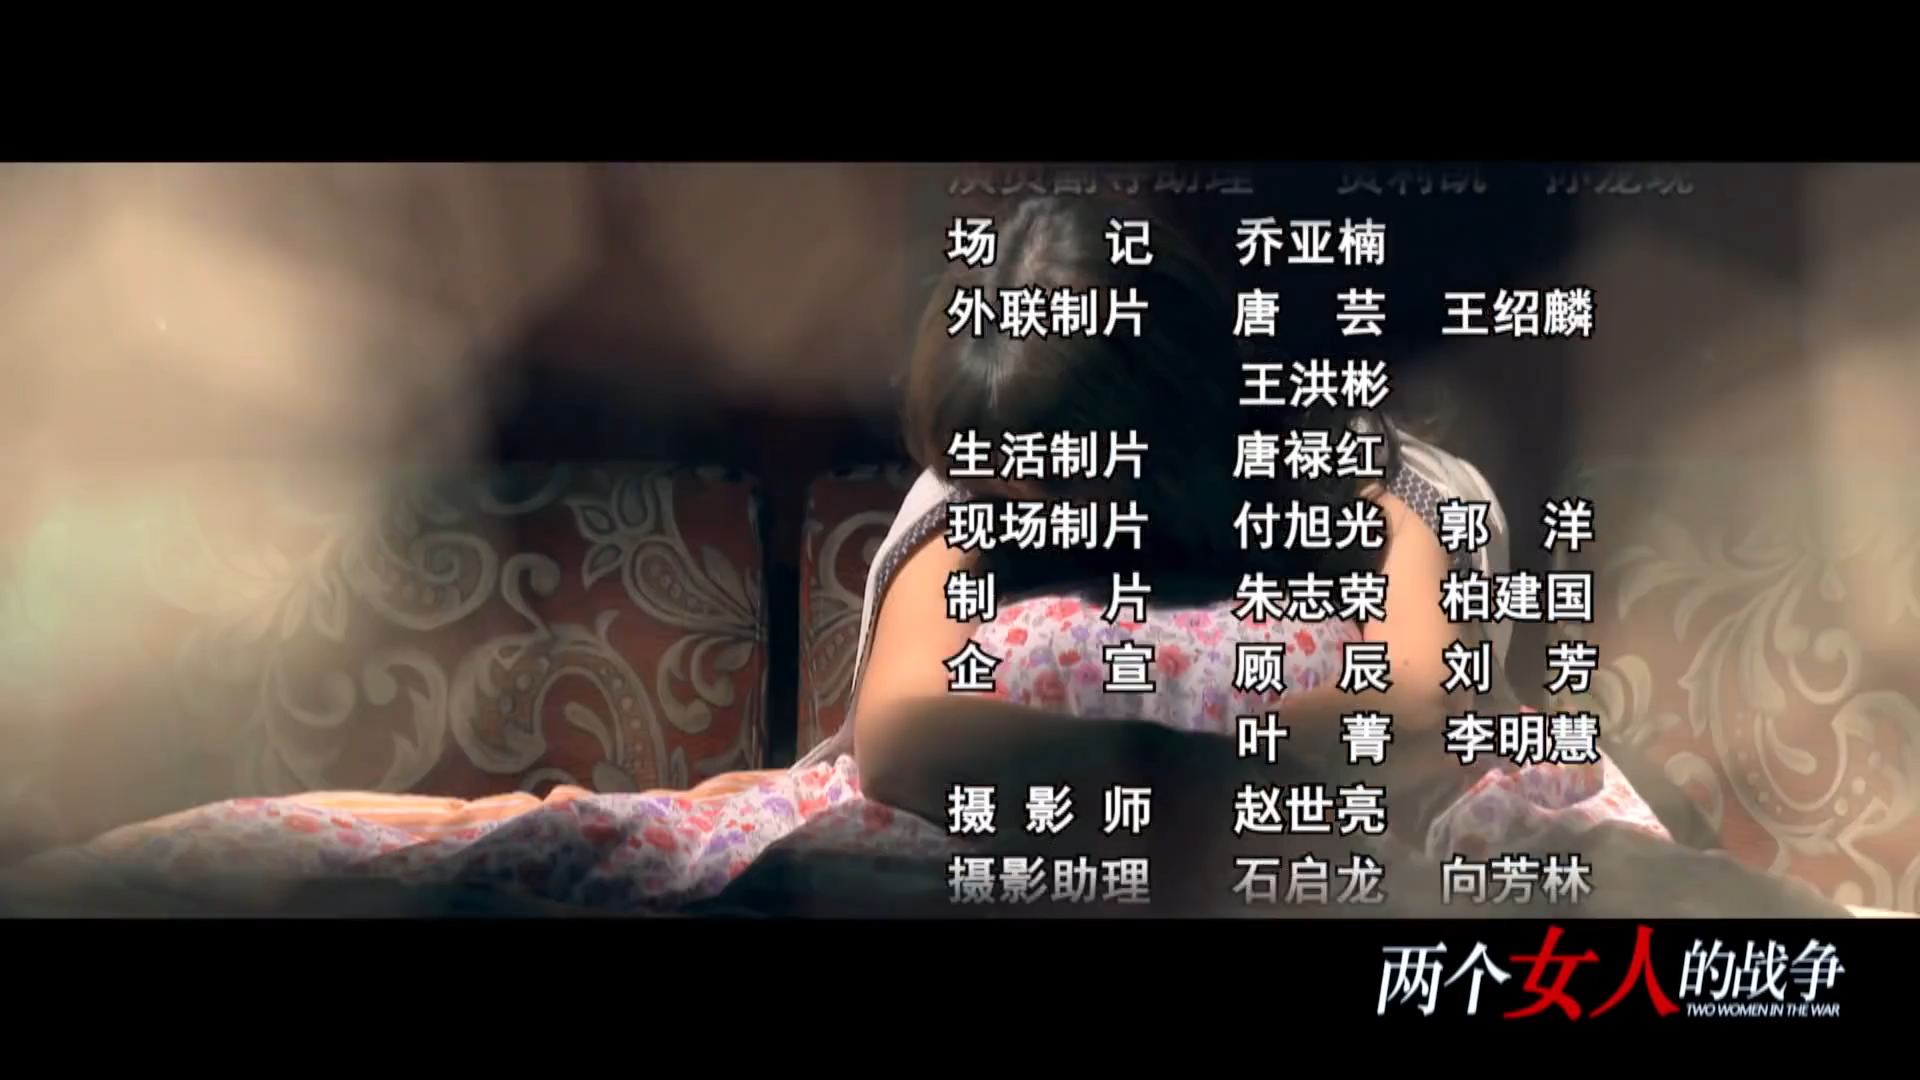 场记 乔亚楠
外联制片 唐芸 王绍麟
王洪彬
生活制片 唐禄红
现场制片 付旭光 郭洋
制片 朱志荣 柏建国
企宣 顾辰 刘芳
叶菁 李明慧
摄影师 赵世亮
摄影助理 石启龙 向芳林
两个女人的战争
TWO WOMEN IN THE WAR